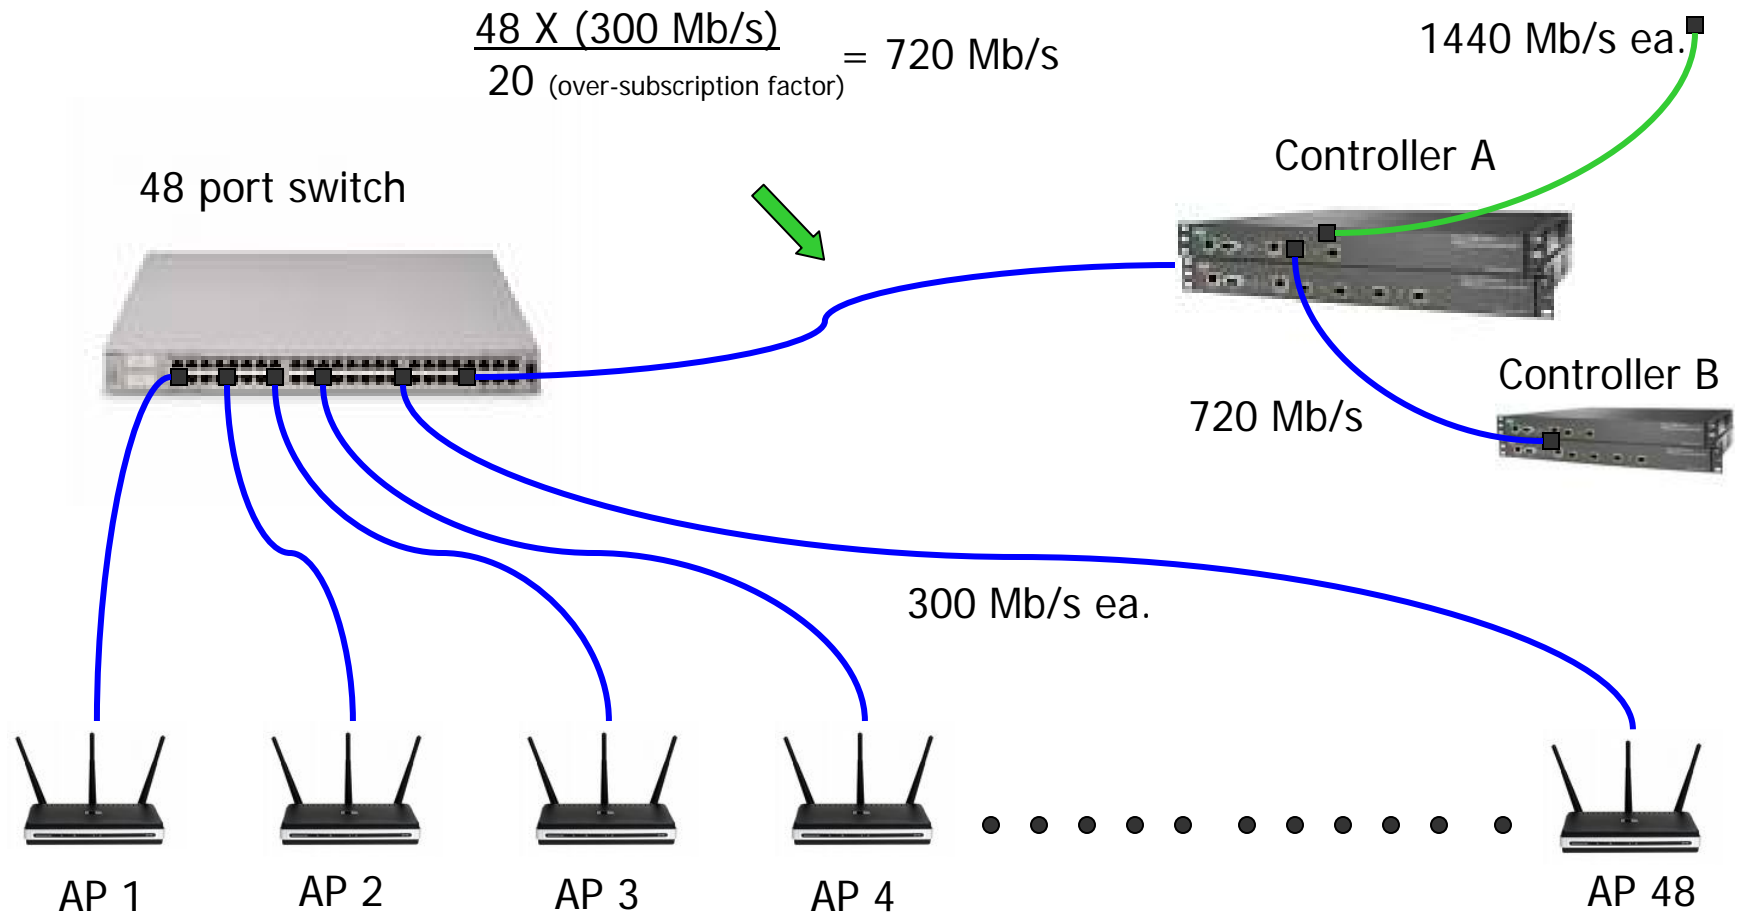 48 X (300 Mb/s)
20 (over-subscription factor)
= 720 Mb/s
1440 Mb/s ea.
Controller A
48 port switch
Controller B
720 Mb/s
300 Mb/s ea.
AP 1
AP 2
AP 3
AP 4
AP 48